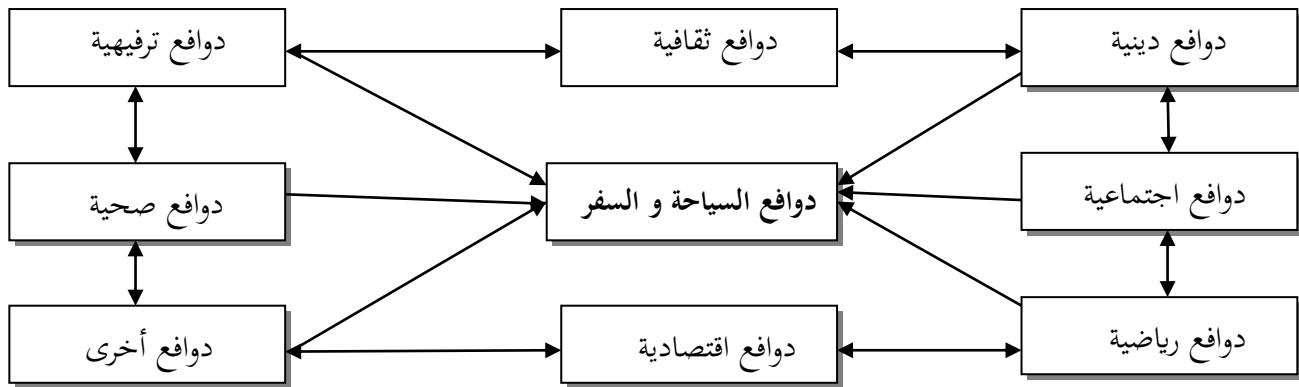 دوافع دينية
دوافع ثقافية
دوافع ترفيهية
دوافع اجتماعية
دوافع السياحة و السفر
دوافع صحية
دوافع رياضية
دوافع اقتصادية
دوافع أخرى